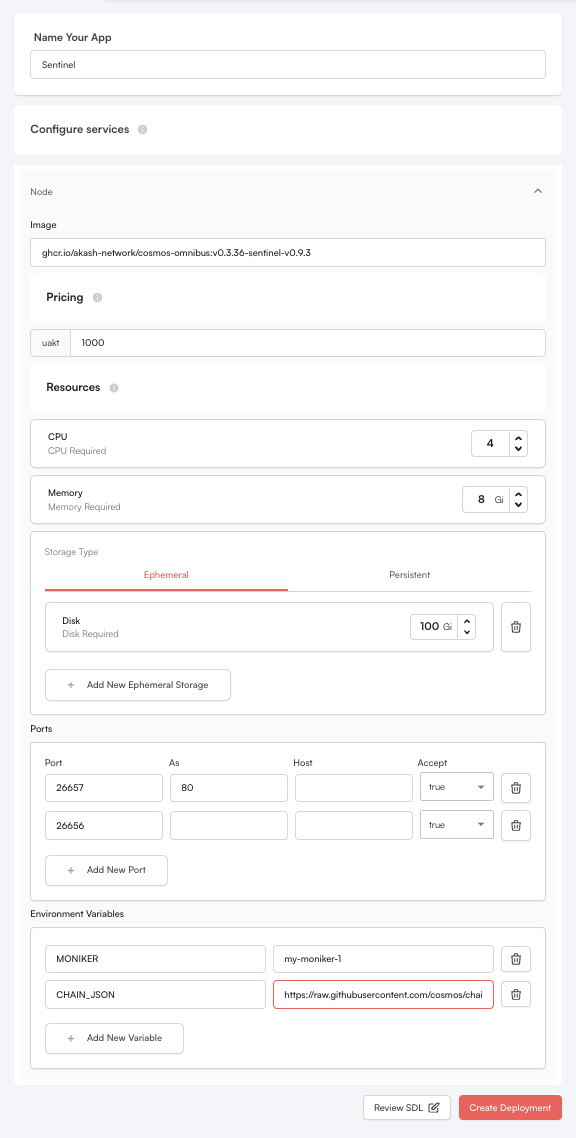 Name Your App
Sentinel
Configure services
Node
Image
ghcr.io/akash-network/cosmos-omnibus:v0.3.36-sentinel-v0.9.3
Pricing
uakt 1000
Resources
CPU
CPU Required
4
Memory
Memory Required
8 Gi
Storage Type
Ephemeral Persistent
Disk
Disk Required
100 Gi
+ Add New Ephemeral Storage
Ports
Port As Host Accept
26657 80 true
26656 true
+ Add New Port
Environment Variables
MONIKER my-moniker-1
CHAIN_JSON https://raw.githubusercontent.com/cosmos/chai
+ Add New Variable
Review SDL Create Deployment